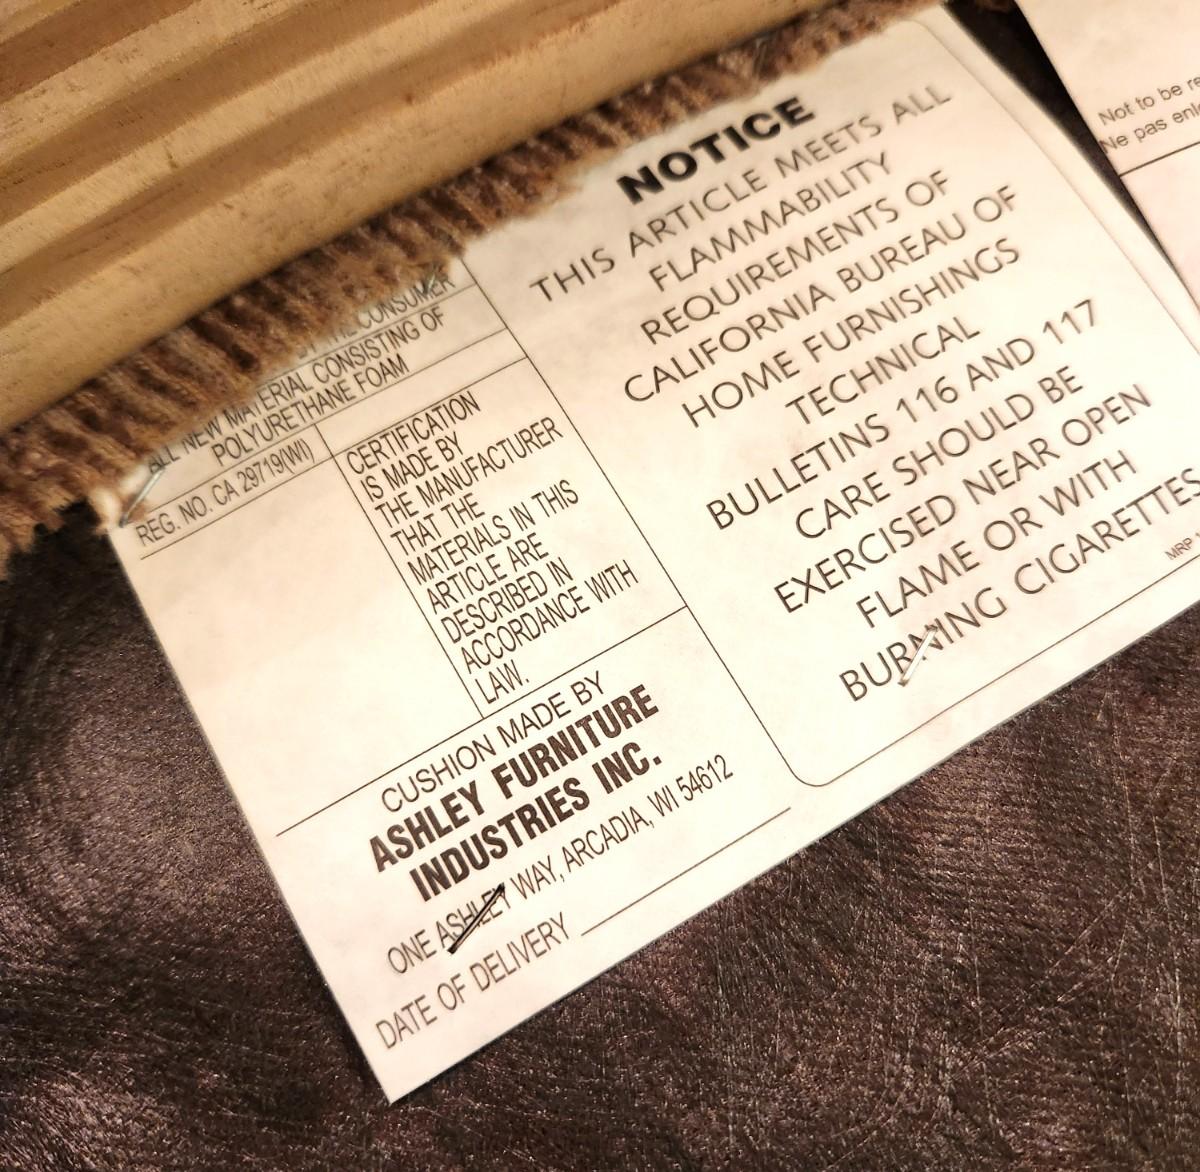 CONSUMER
ALL NEW MATERIAL CONSISTING OF
POLYURETHANE FOAM
REG. NO. CA 29719(WI)
CERTIFICATION
IS MADE BY
THE MANUFACTURER
THAT THE
MATERIALS IN THIS
ARTICLE ARE
DESCRIBED IN
ACCORDANCE WITH
LAW.
CUSHION MADE BY
ASHLEY FURNITURE
INDUSTRIES INC.
ONE ASHLEY WAY, ARCADIA, WI 54612
DATE OF DELIVERY
NOTICE
THIS ARTICLE MEETS ALL
FLAMMABILITY
REQUIREMENTS OF
CALIFORNIA BUREAU OF
HOME FURNISHINGS
TECHNICAL
BULLETINS 116 AND 117
CARE SHOULD BE
EXERCISED NEAR OPEN
FLAME OR WITH
BURNING CIGARETTES
MRP
Not to be re
Ne pas enl